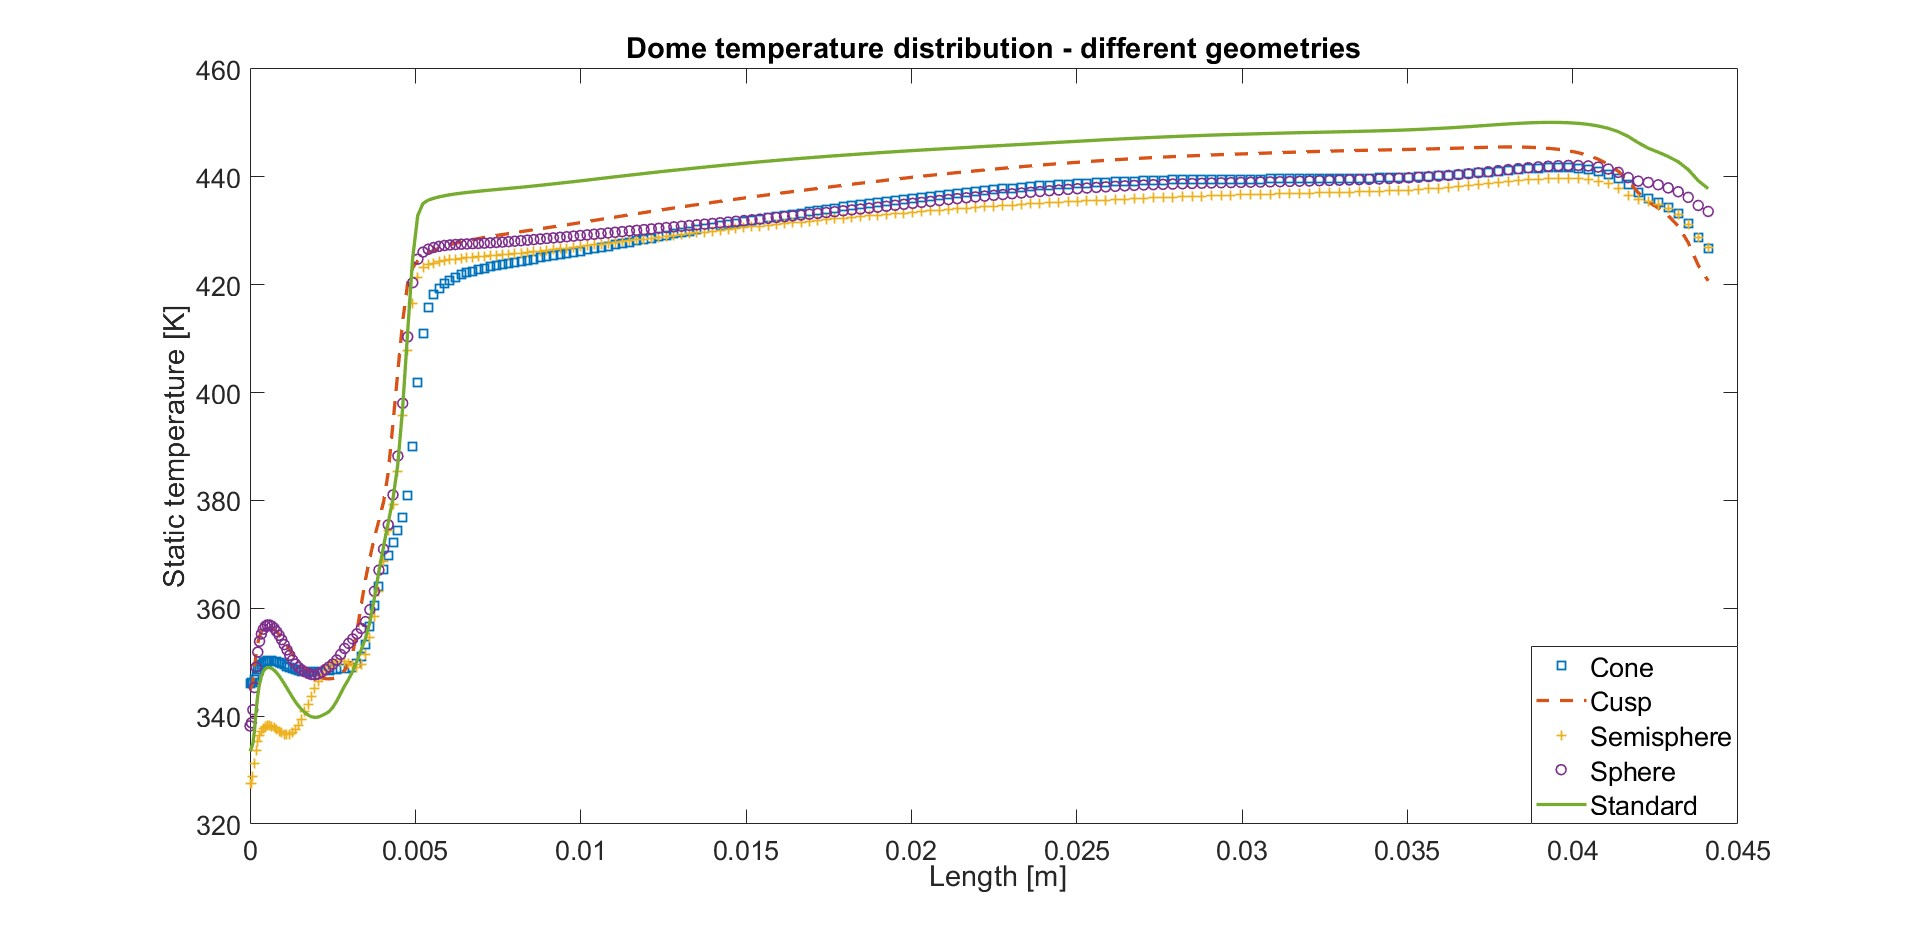 Dome temperature distribution - different geometries
460
440
420
400
380
360
340
320
Static temperature [K]
0 0.005 0.01 0.015 0.02 0.025 0.03 0.035 0.04 0.045
Length [m]
Cone
Cusp
Semisphere
Sphere
Standard